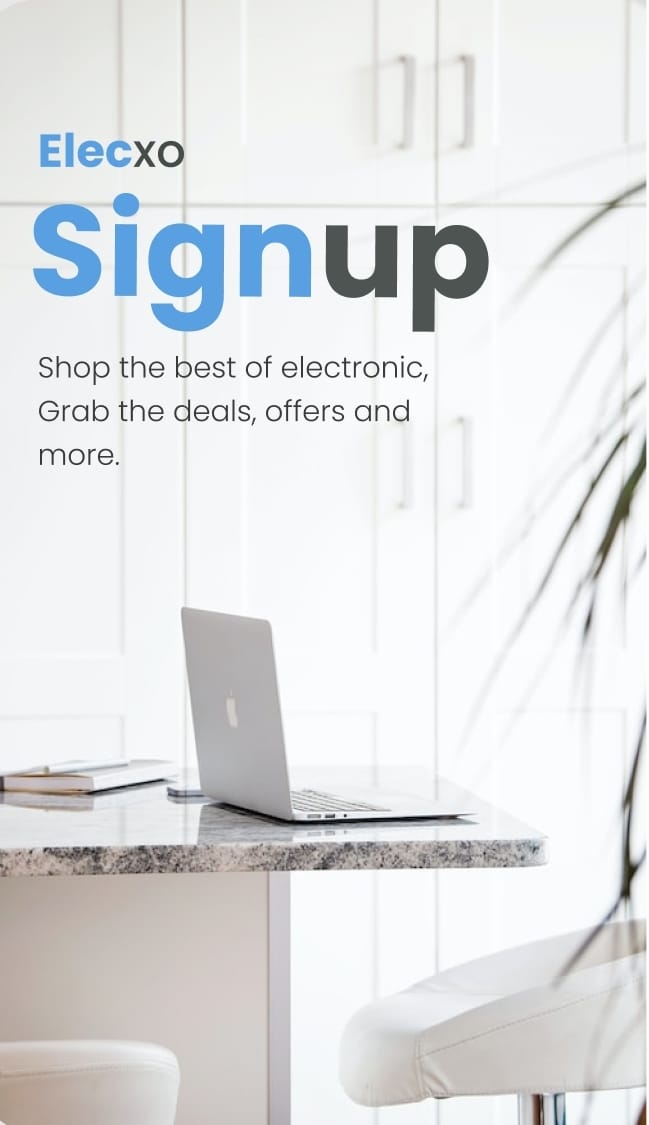 Elecxo
Signup
Shop the best of electronic,
Grab the deals, offers and
more.